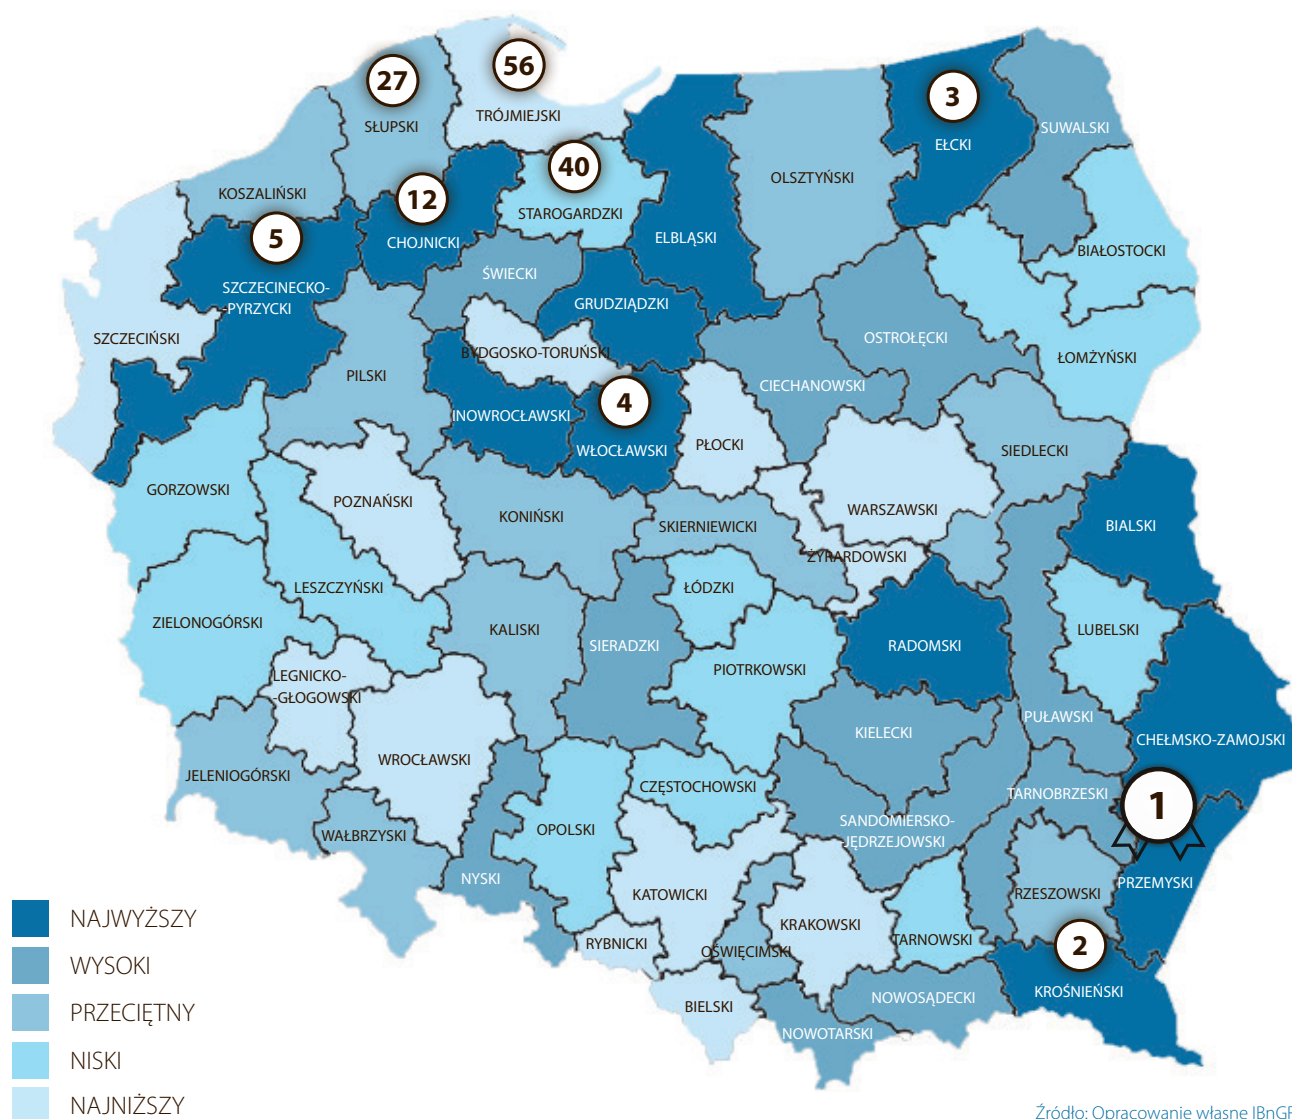 56
27
TRÓJMIEJSKI
3
SŁUPSKI
SUWALSKI
EŁCKI
40
OLSZTYŃSKI
KOSZALIŃSKI
12
STAROGARDZKI
5
CHOJNICKI
ELBLĄSKI
BIAŁOSTOCKI
ŚWIECKI
SZCZECINECKO-
-PYRZYCKI
GRUDZIĄDZKI
SZCZECIŃSKI
OSTROŁĘCKI
BYDGOSKO-TORUŃSKI
ŁOMŻYŃSKI
PILSKI
CIECHANOWSKI
4
INOWROCŁAWSKI
PŁOCKI
WŁOCŁAWSKI
SIEDLECKI
GORZOWSKI
POZNAŃSKI
WARSZAWSKI
KONIŃSKI
SKIERNIEWICKI
BIALSKI
ŻYRARDOWSKI
LESZCZYŃSKI
ŁÓDZKI
ZIELONOGÓRSKI
KALISKI
LUBELSKI
SIERADZKI
RADOMSKI
PIOTRKOWSKI
LEGNICKO-
-GŁOGOWSKI
PUŁAWSKI
KIELECKI
CHEŁMSKO-ZAMOJSKI
WROCŁAWSKI
JELENIOGÓRSKI
CZĘSTOCHOWSKI
TARNOBRZESKI
1
SANDOMIERSKO-
-JĘDRZEJOWSKI
WAŁBRZYSKI
OPOLSKI
NYSKI
PRZEMYSKI
KATOWICKI
RZESZOWSKI
NAJWYŻSZY
KRAKOWSKI
RYBNICKI
OŚWIĘCIMSKI
TARNOWSKI
2
WYSOKI
KROŚNIEŃSKI
NOWOSĄDECKI
BIELSKI
PRZECIĘTNY
NOWOTARSKI
NISKI
NAJNIŻSZY
Źródło: Opracowanie własne IBnGR